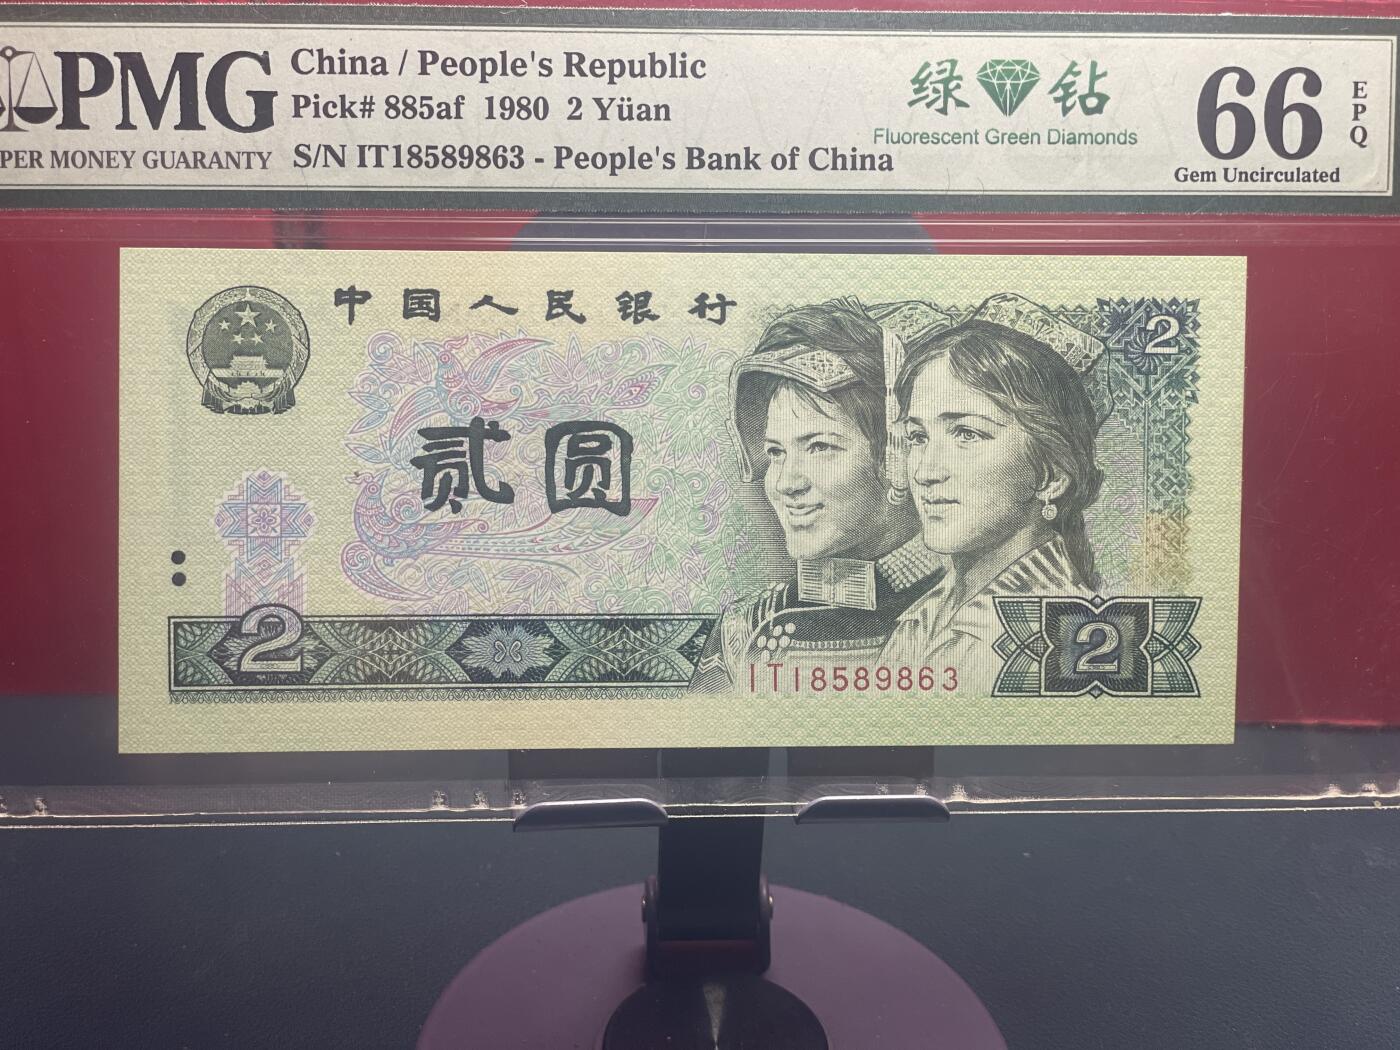 PMG
PER MONEY GUARANTY
China / People's Republic
Pick# 885af 1980 2 Yüan
S/N IT18589863 - People's Bank of China
绿 钻
Fluorescent Green Diamonds
66
EPQ
Gem Uncirculated
中国人民银行
2
贰圆
2
IT18589863
2